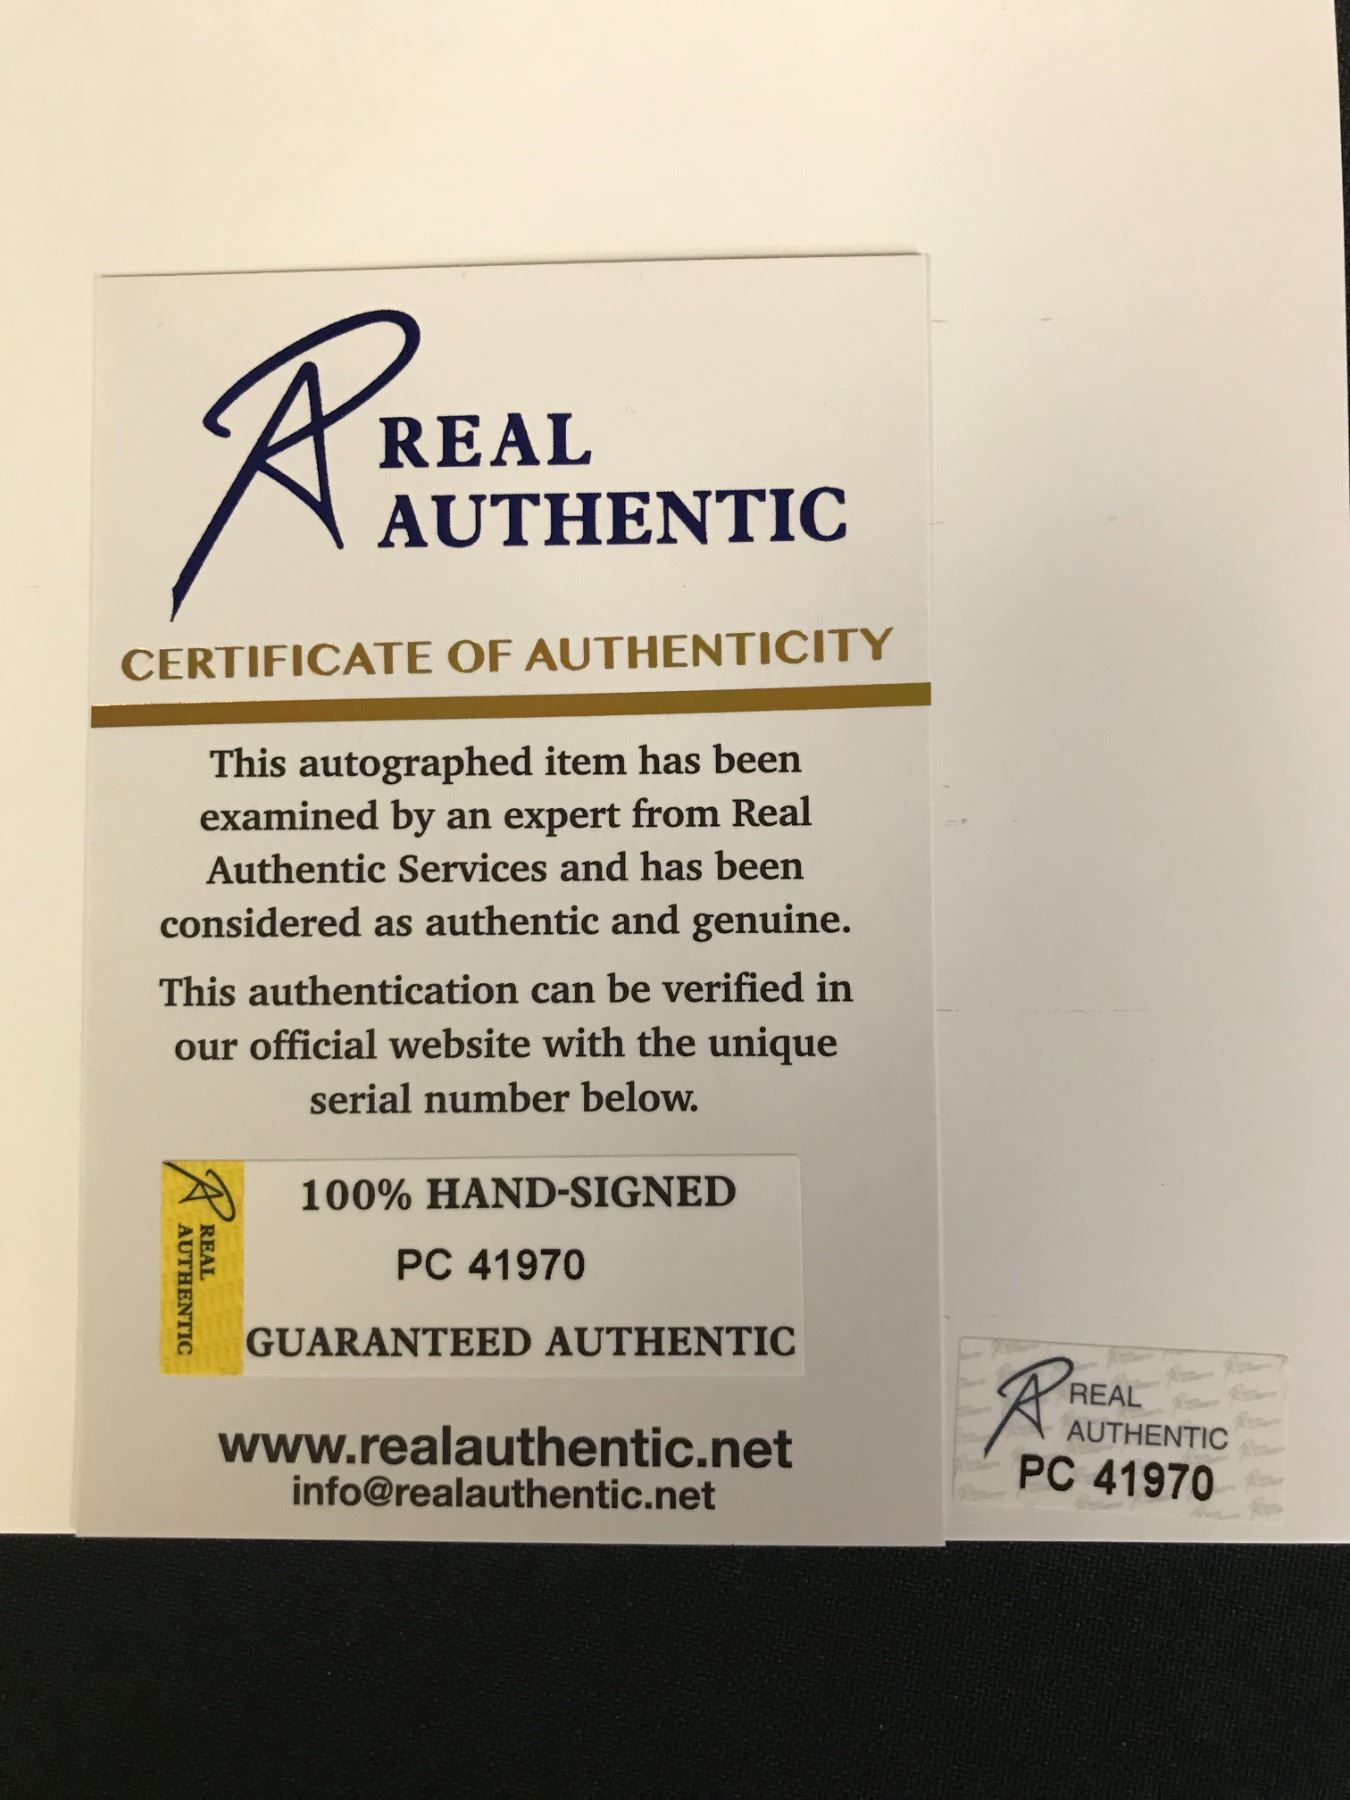 REAL
AUTHENTIC
CERTIFICATE OF AUTHENTICITY
This autographed item has been
examined by an expert from Real
Authentic Services and has been
considered as authentic and genuine.
This authentication can be verified in
our official website with the unique
serial number below.
REAL
AUTHENTIC
100% HAND-SIGNED
PC 41970
GUARANTEED AUTHENTIC
www.realauthentic.net
info@realauthentic.net
REAL
AUTHENTIC
PC 41970